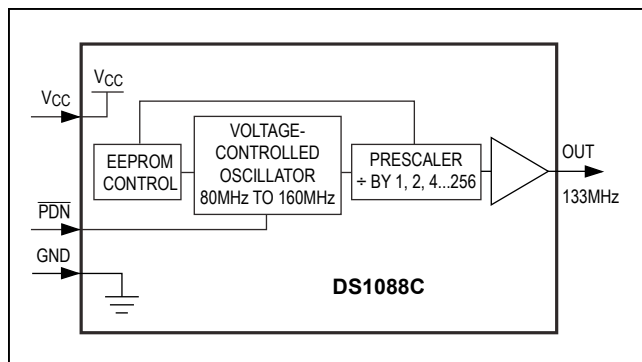 VCC
VCC
EEPROM
CONTROL
VOLTAGE-
CONTROLLED
OSCILLATOR
80MHz TO 160MHz
PRESCALER
÷ BY 1, 2, 4...256
OUT
133MHz
PDN
GND
DS1088C